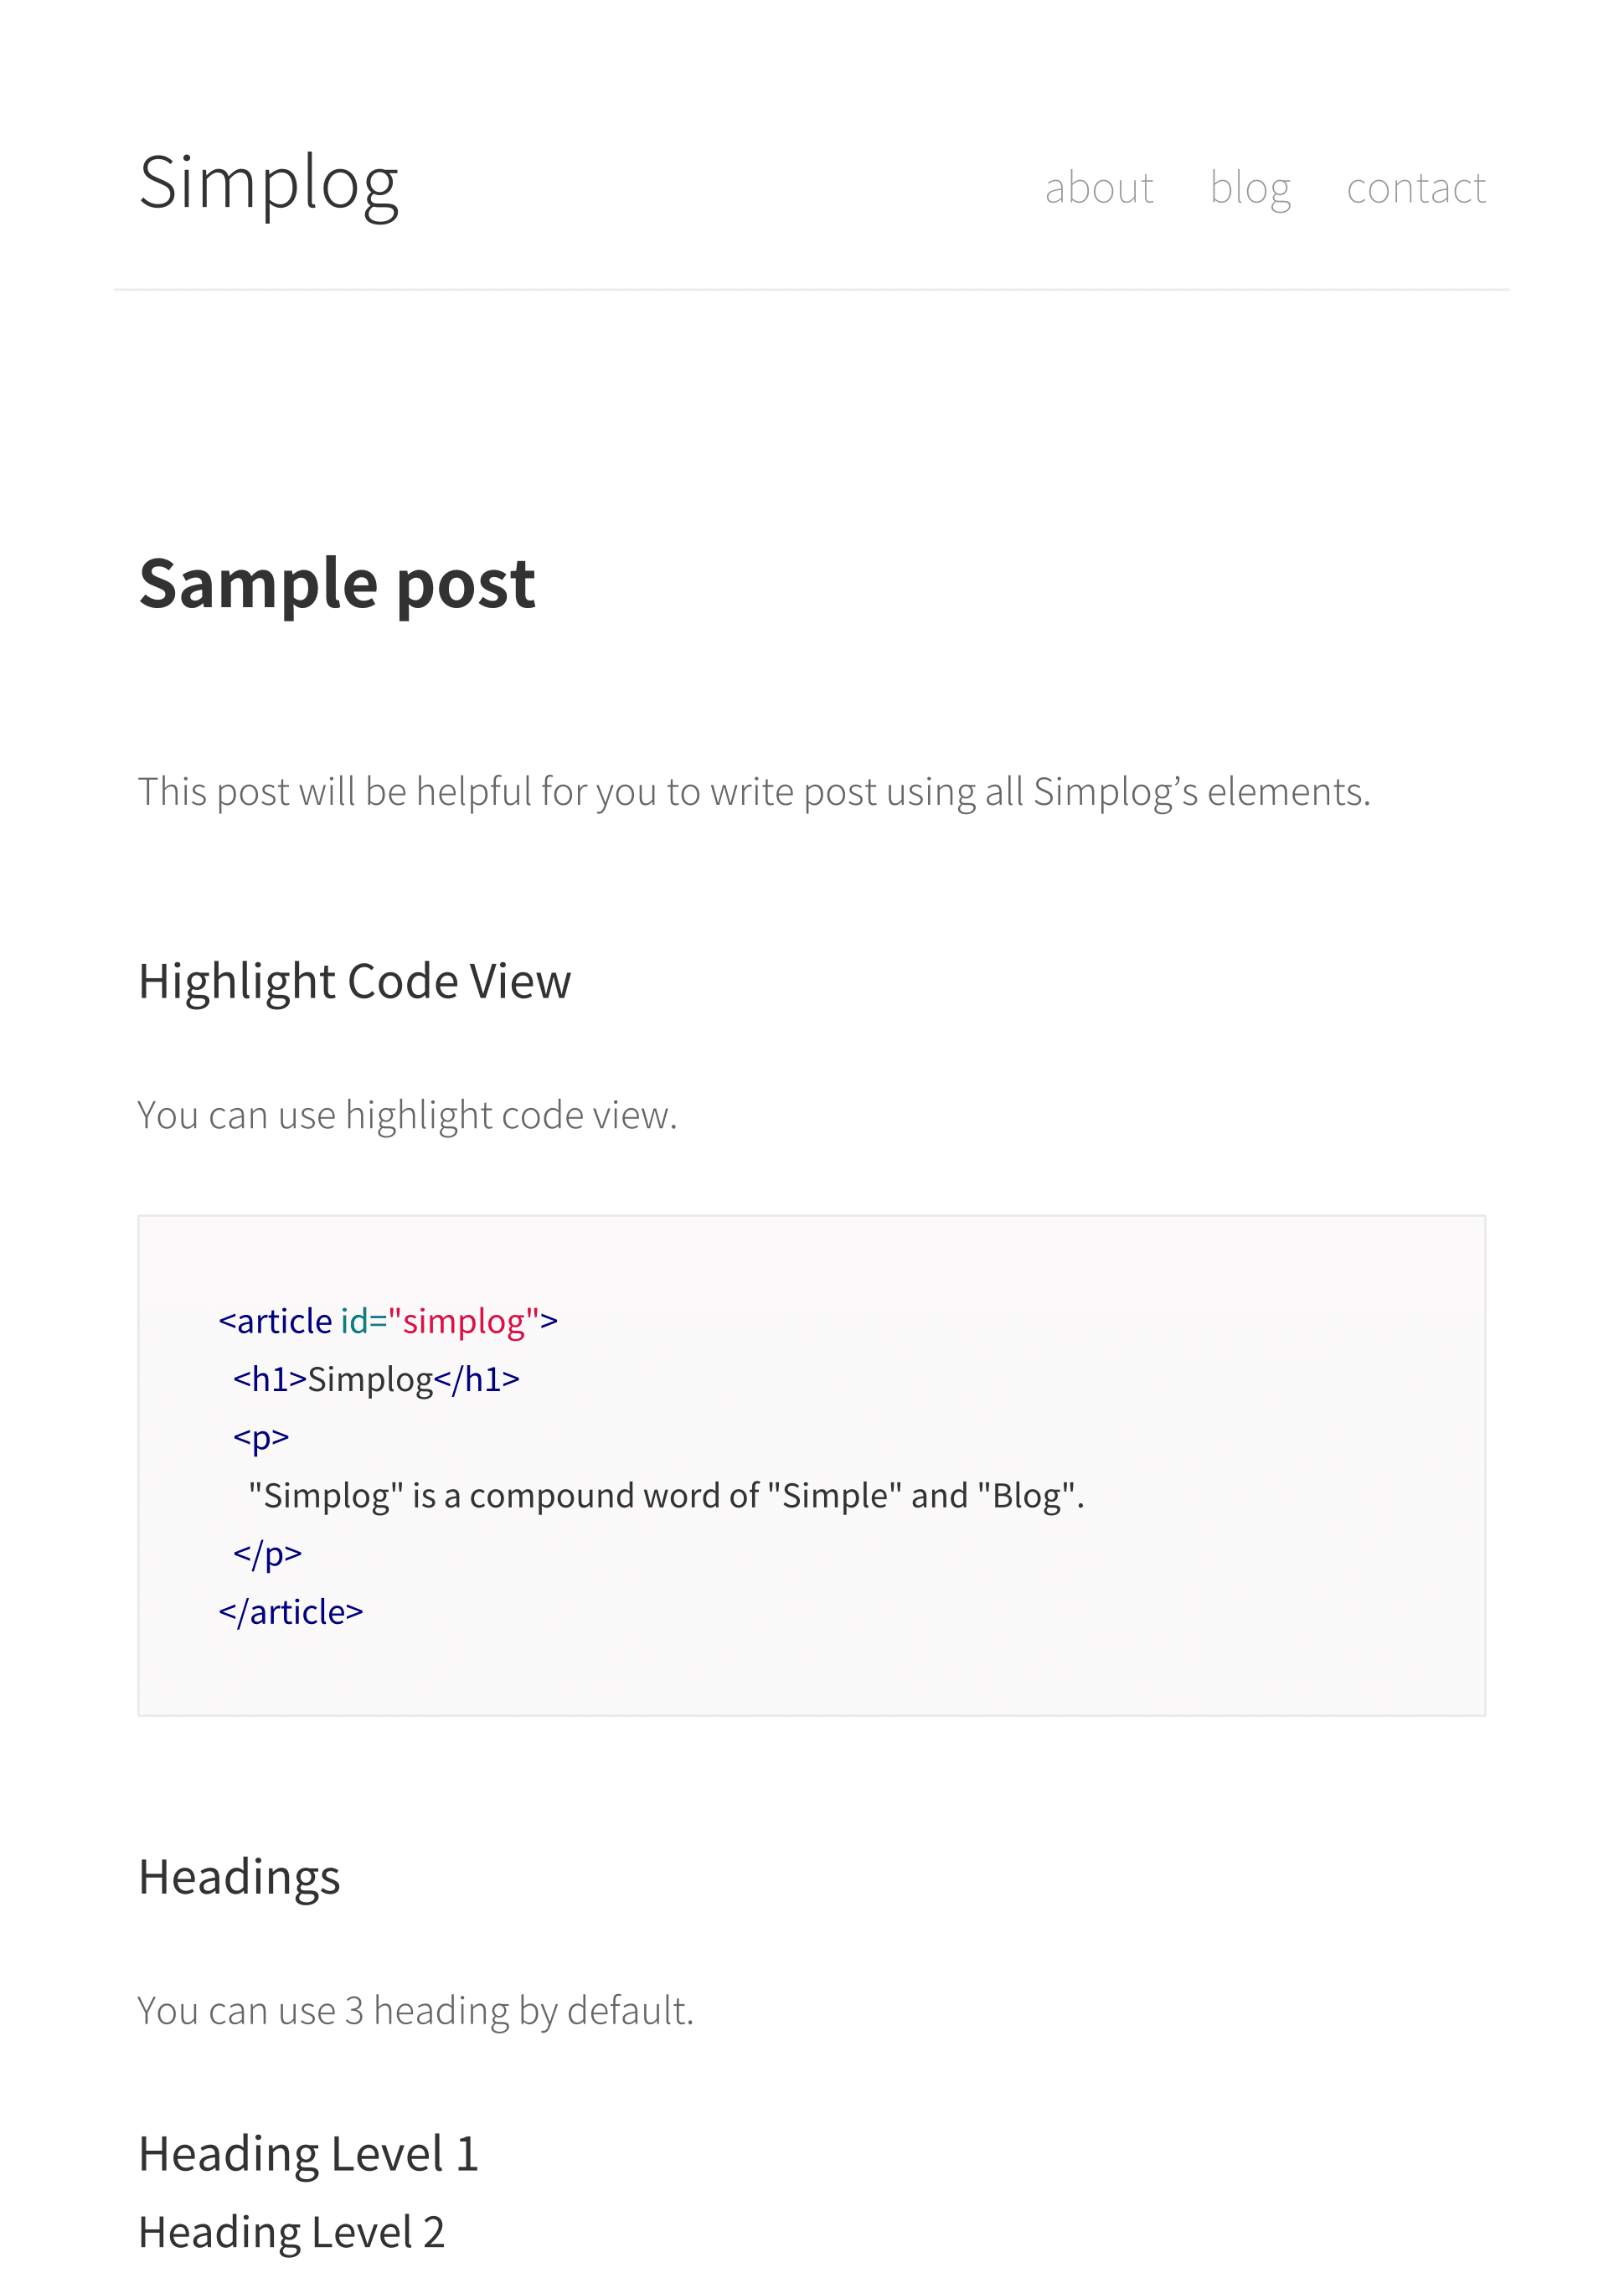 Simplog
about blog contact
Sample post
This post will be helpful for you to write post using all Simplog’s elements.
Highlight Code View
You can use highlight code view.
<article id="simplog">
  <h1>Simplog</h1>
  <p>
    "Simplog" is a compound word of "Simple" and "Blog".
  </p>
</article>
Headings
You can use 3 heading by default.
Heading Level 1
Heading Level 2